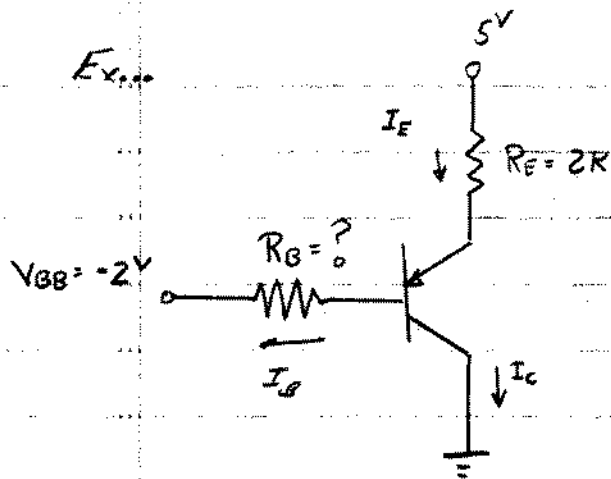 5V
Ex...
IE
RE = 2K
RB = ?
VBB = -2V
IB
IC